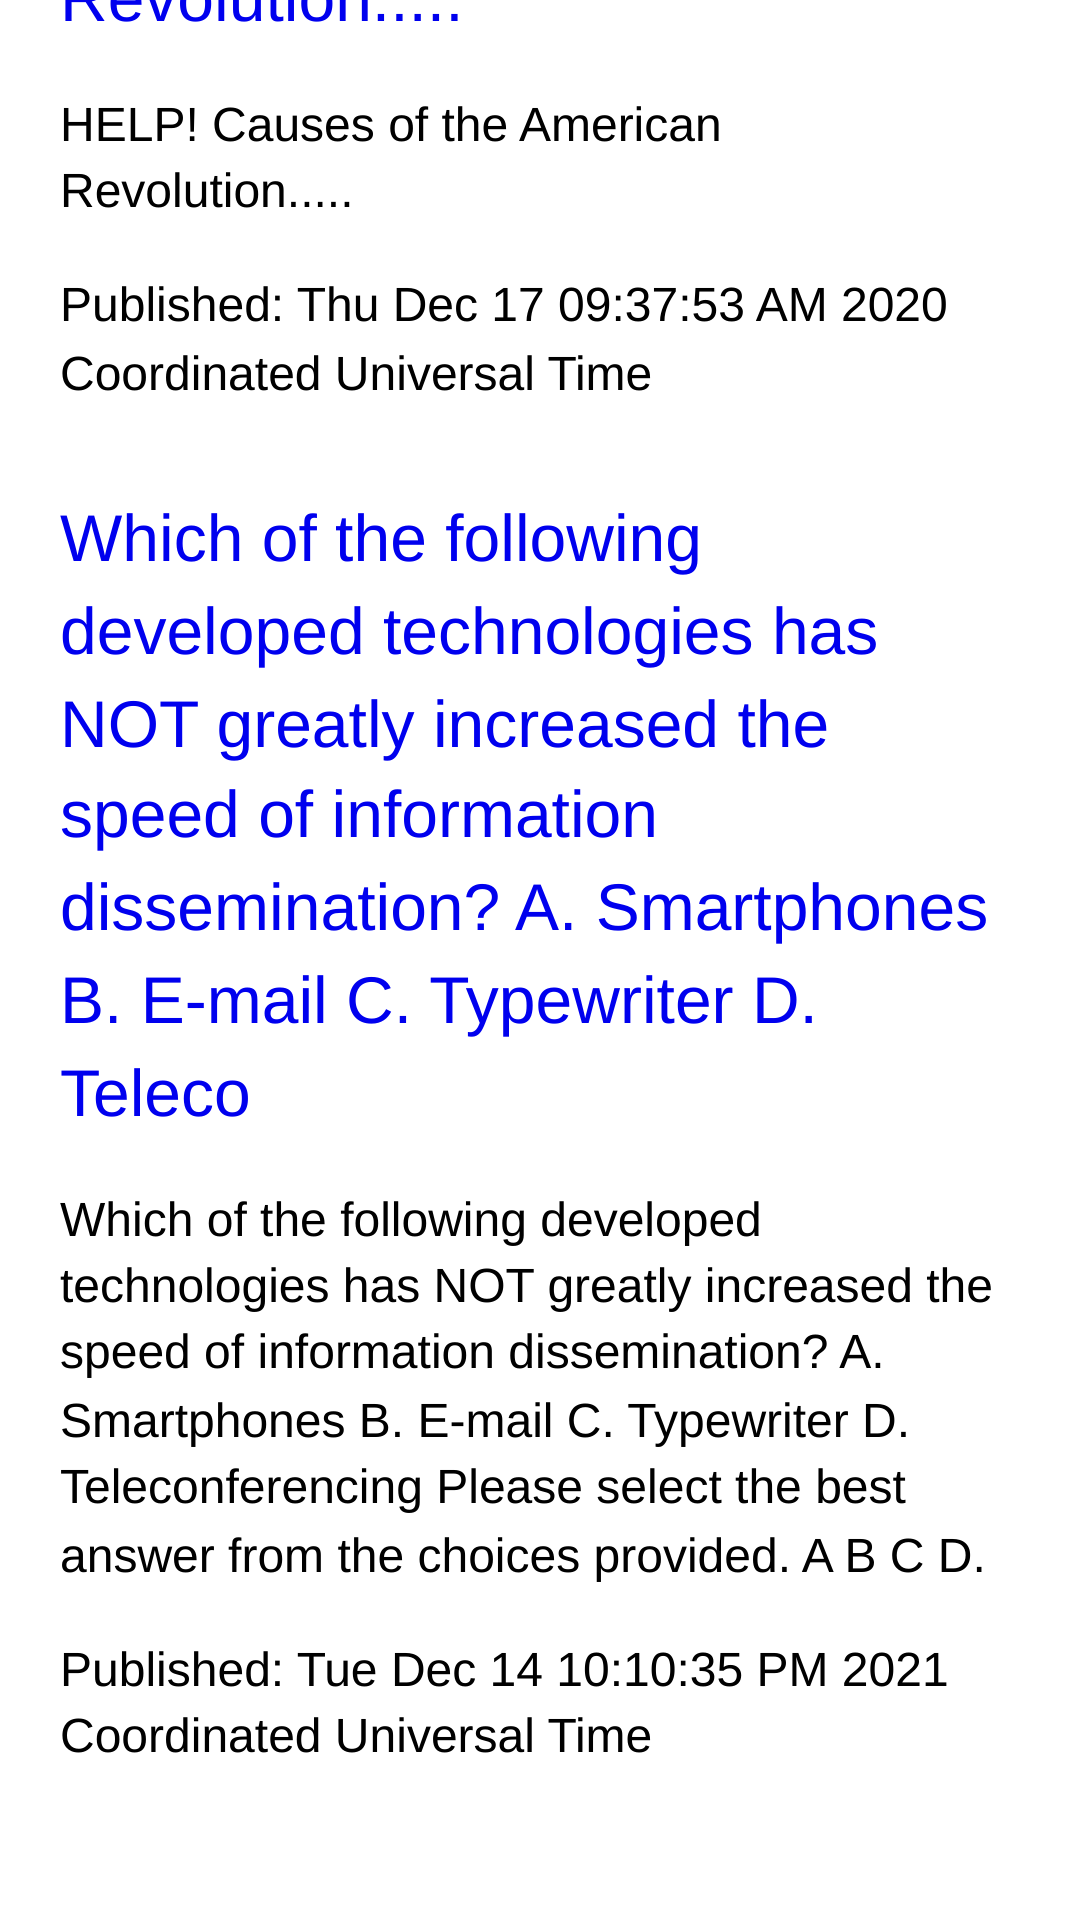 Revolution.....
HELP! Causes of the American
Revolution.....
Published: Thu Dec 17 09:37:53 AM 2020
Coordinated Universal Time
Which of the following
developed technologies has
NOT greatly increased the
speed of information
dissemination? A. Smartphones
B. E-mail C. Typewriter D.
Teleco
Which of the following developed
technologies has NOT greatly increased the
speed of information dissemination? A.
Smartphones B. E-mail C. Typewriter D.
Teleconferencing Please select the best
answer from the choices provided. A B C D.
Published: Tue Dec 14 10:10:35 PM 2021
Coordinated Universal Time